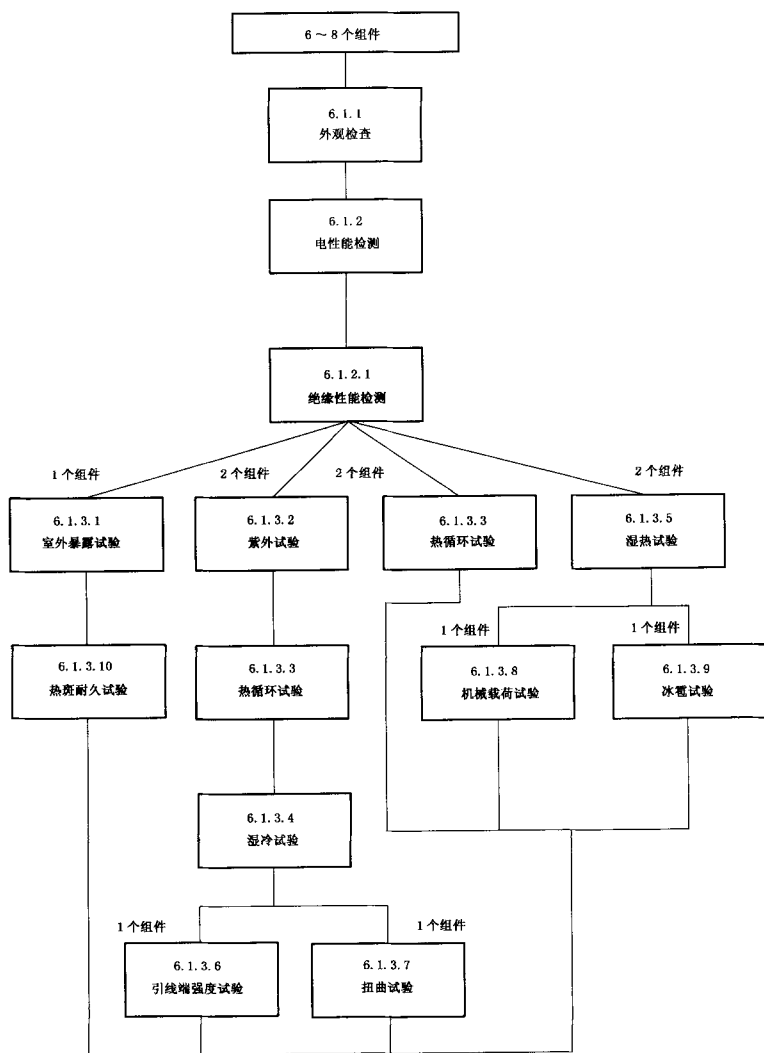 6～8个组件
6.1.1
外观检查
6.1.2
电性能检测
6.1.2.1
绝缘性能检测
1个组件
2个组件
2个组件
2个组件
6.1.3.1
室外暴露试验
6.1.3.2
紫外试验
6.1.3.3
热循环试验
6.1.3.5
湿热试验
1个组件
1个组件
6.1.3.10
热斑耐久试验
6.1.3.3
热循环试验
6.1.3.8
机械载荷试验
6.1.3.9
冰雹试验
6.1.3.4
湿冷试验
1个组件
1个组件
6.1.3.6
引线端强度试验
6.1.3.7
扭曲试验